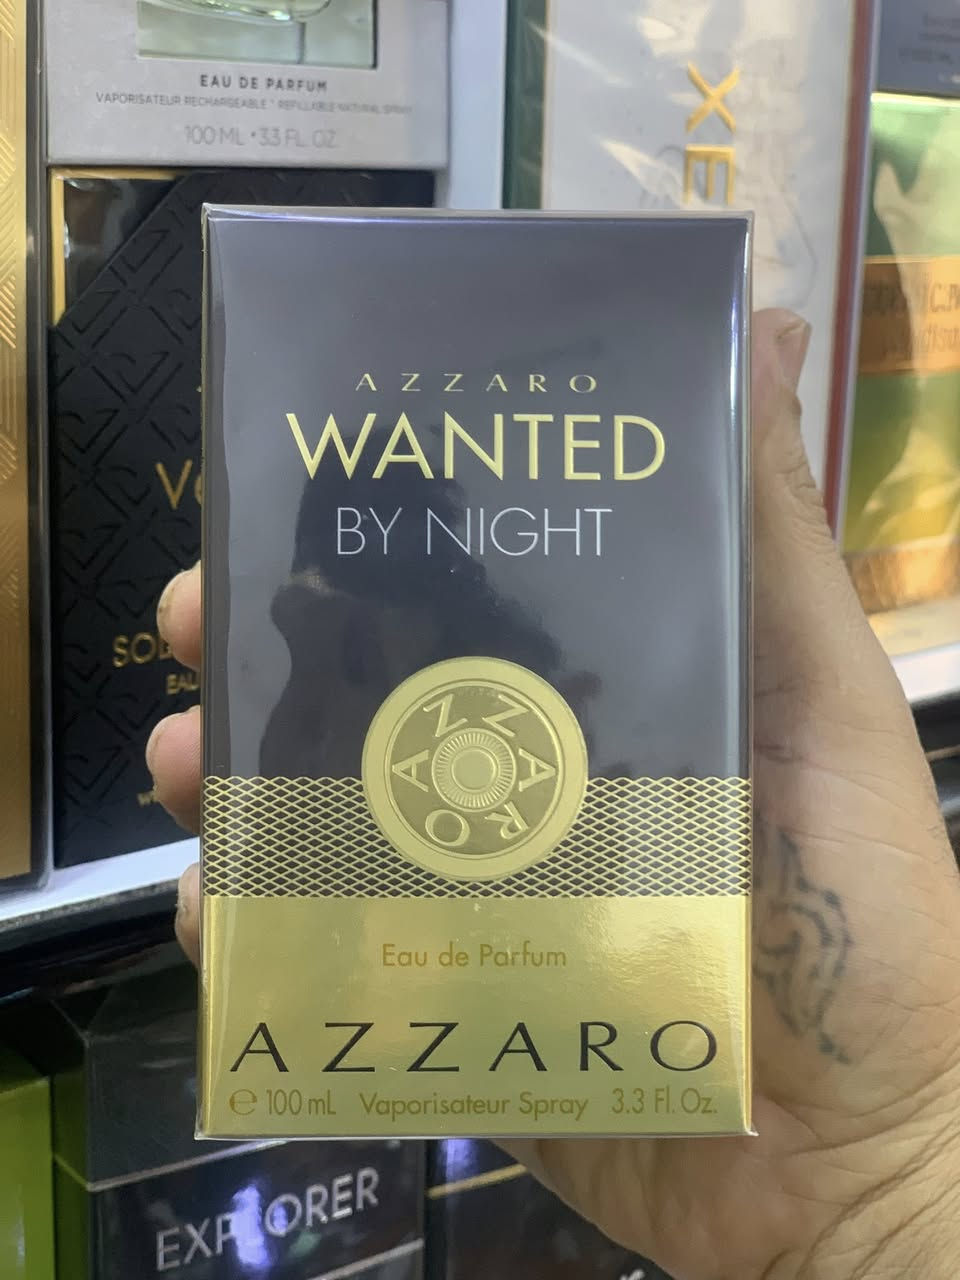 EAU DE PARFUM
VAPORISATEUR RECHARGEABLE * REFILLABLE NATURAL SPRAY
100 ML • 3.3 FL. OZ.
XE
AZZARO
WANTED
BY NIGHT
AZZARO
Eau de Parfum
AZZARO
e 100 mL Vaporisateur Spray 3.3 Fl. Oz.
EXPLORER